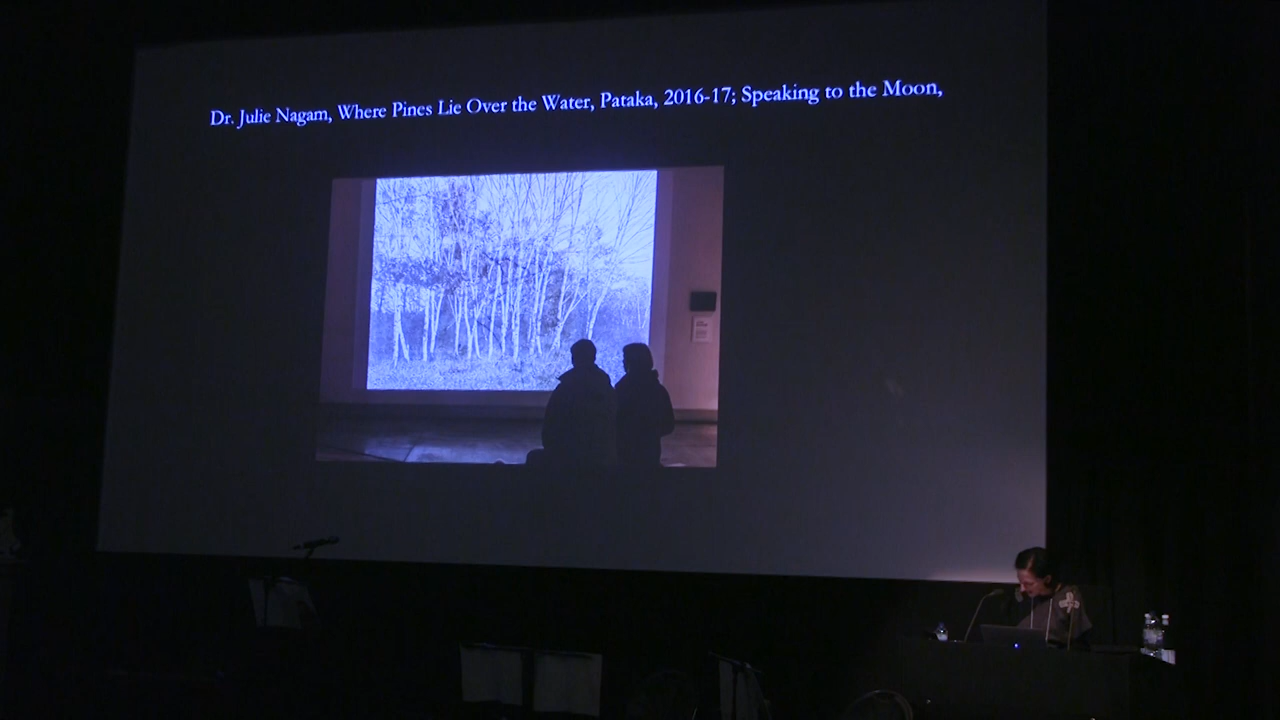 Dr. Julie Nagam, Where Pines Lie Over the Water, Pataka, 2016-17; Speaking to the Moon,